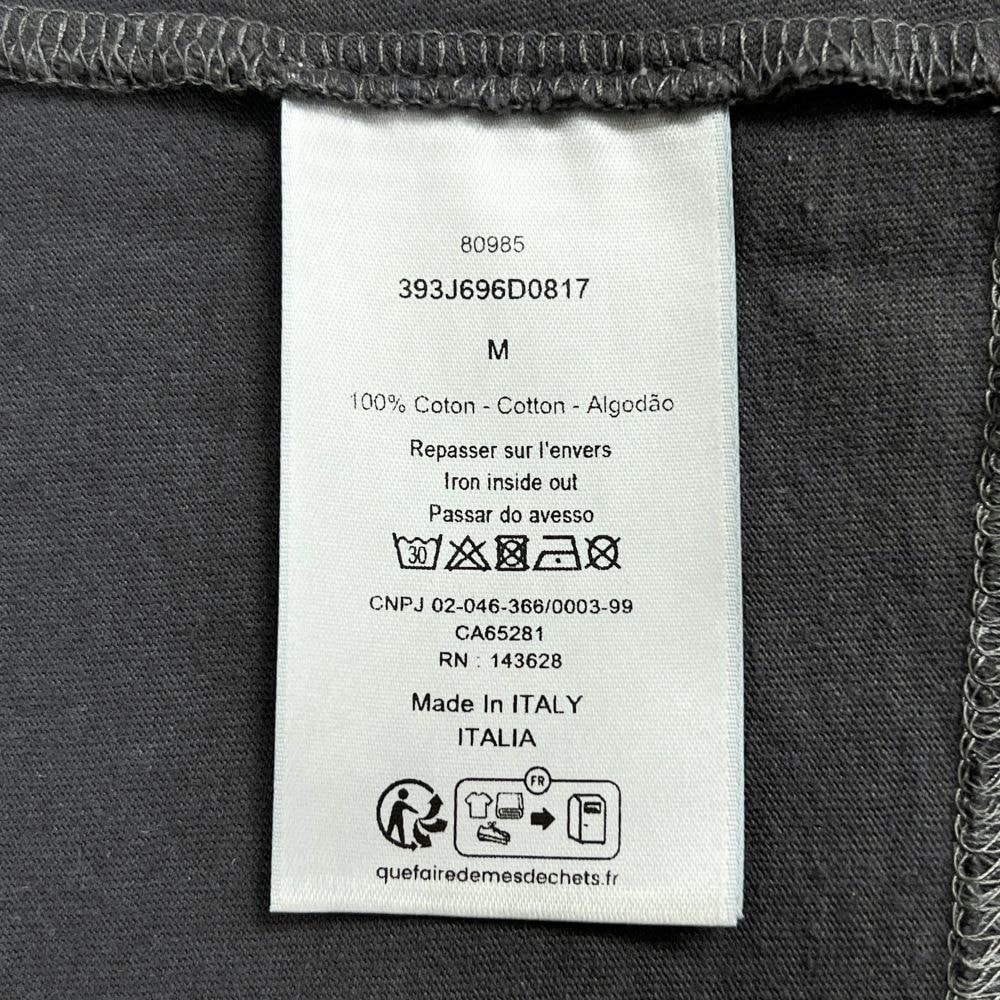 80985
393J696D0817
M
100% Coton - Cotton - Algodão
Repasser sur l'envers
Iron inside out
Passar do avesso
30
CNPJ 02-046-366/0003-99
CA65281
RN : 143628
Made In ITALY
ITALIA
FR
quefairedemesdechets.fr